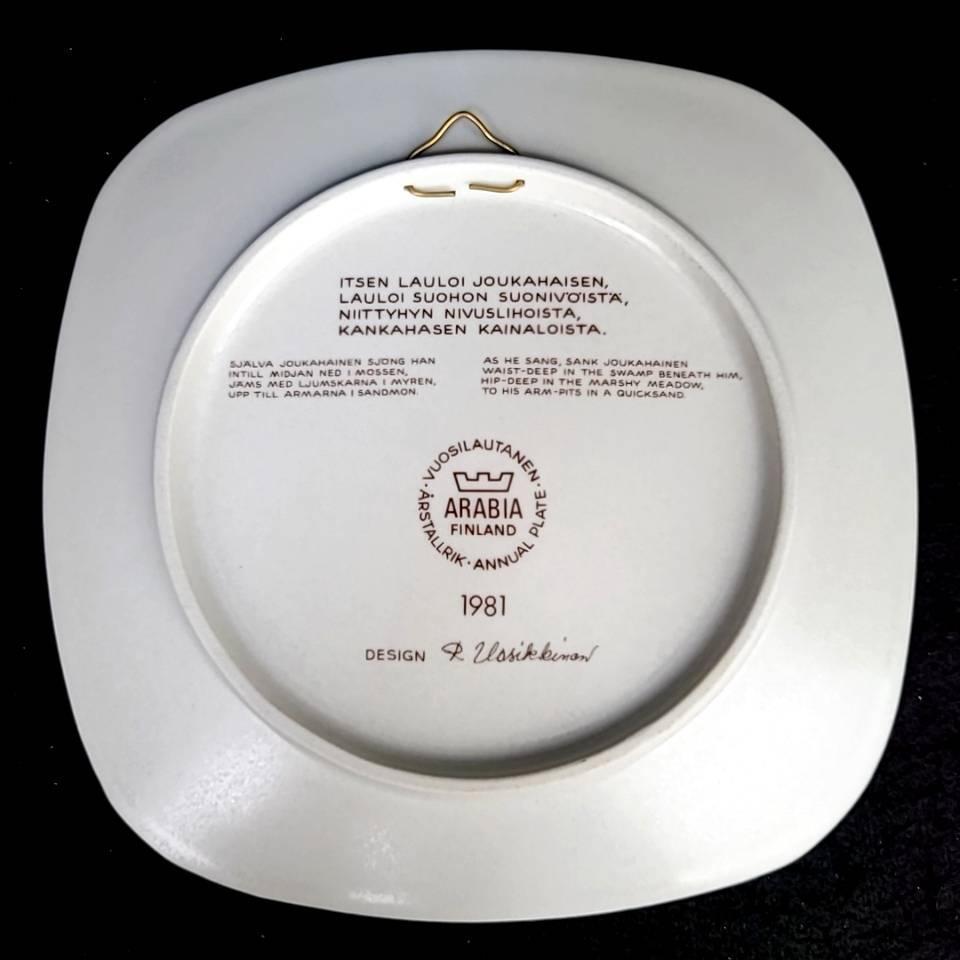 ITSEN LAULOI JOUKAHAISEN,
LAULOI SUOHON SUONIVÖISTÄ,
NIITTYHYN NIVUSLIHOISTA,
KANKAHASEN KAINALOISTA.
SJÄLVA JOUKAHAINEN SJÖNG HAN
INTILL MIDJAN NED I MOSSEN,
JÄMS MED LJUMSKARNA I MYREN,
UPP TILL ARMARNA I SANDMON.
AS HE SANG, SANK JOUKAHAINEN
WAIST-DEEP IN THE SWAMP BENEATH HIM,
HIP-DEEP IN THE MARSHY MEADOW,
TO HIS ARM-PITS IN A QUICKSAND.
· VUOSILAUTANEN · ANNUAL PLATE · ÅRSTALLRIK
ARABIA
FINLAND
1981
DESIGN R. Uosikkinen